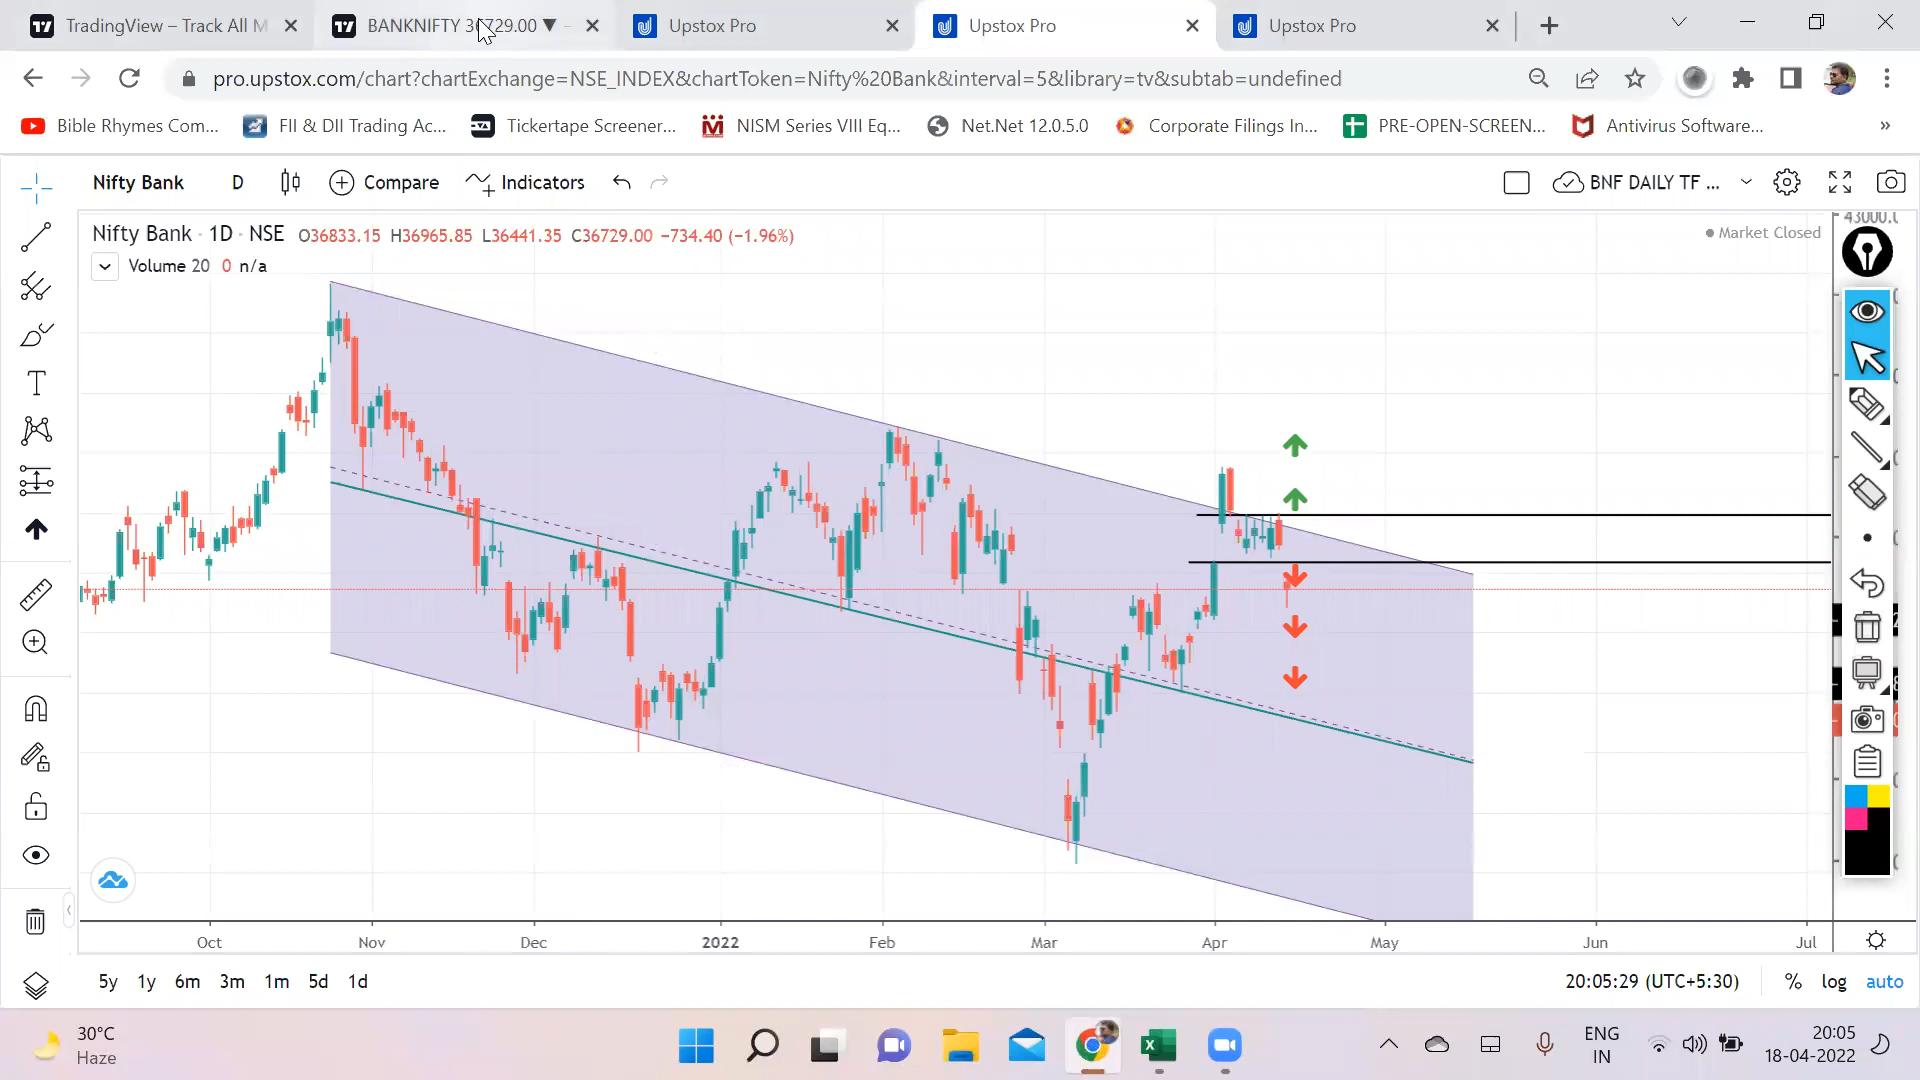 TradingView – Track All M
BANKNIFTY 36729.00 ▼ –
Upstox Pro
Upstox Pro
Upstox Pro
pro.upstox.com/chart?chartExchange=NSE_INDEX&chartToken=Nifty%20Bank&interval=5&library=tv&subtab=undefined
Bible Rhymes Com...
FII & DII Trading Ac...
Tickertape Screener...
NISM Series VIII Eq...
Net.Net 12.0.5.0
Corporate Filings In...
PRE-OPEN-SCREEN...
Antivirus Software...
»
Nifty Bank
D
Compare
Indicators
BNF DAILY TF ...
Nifty Bank · 1D · NSE O36833.15 H36965.85 L36441.35 C36729.00 −734.40 (−1.96%)
Market Closed
43000.0
Volume 20 0 n/a
Oct Nov Dec 2022 Feb Mar Apr May Jun Jul
5y 1y 6m 3m 1m 5d 1d
20:05:29 (UTC+5:30)
% log auto
30°C
Haze
ENG
IN
20:05
18-04-2022